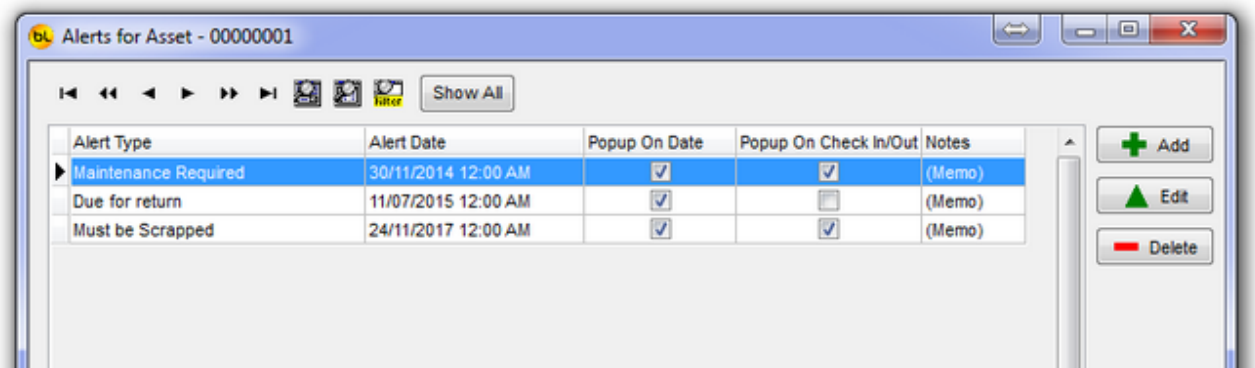 bL Alerts for Asset - 00000001
filter Show All
Alert Type Alert Date Popup On Date Popup On Check In/Out Notes
Maintenance Required 30/11/2014 12:00 AM (Memo)
Due for return 11/07/2015 12:00 AM (Memo)
Must be Scrapped 24/11/2017 12:00 AM (Memo)
Add
Edit
Delete